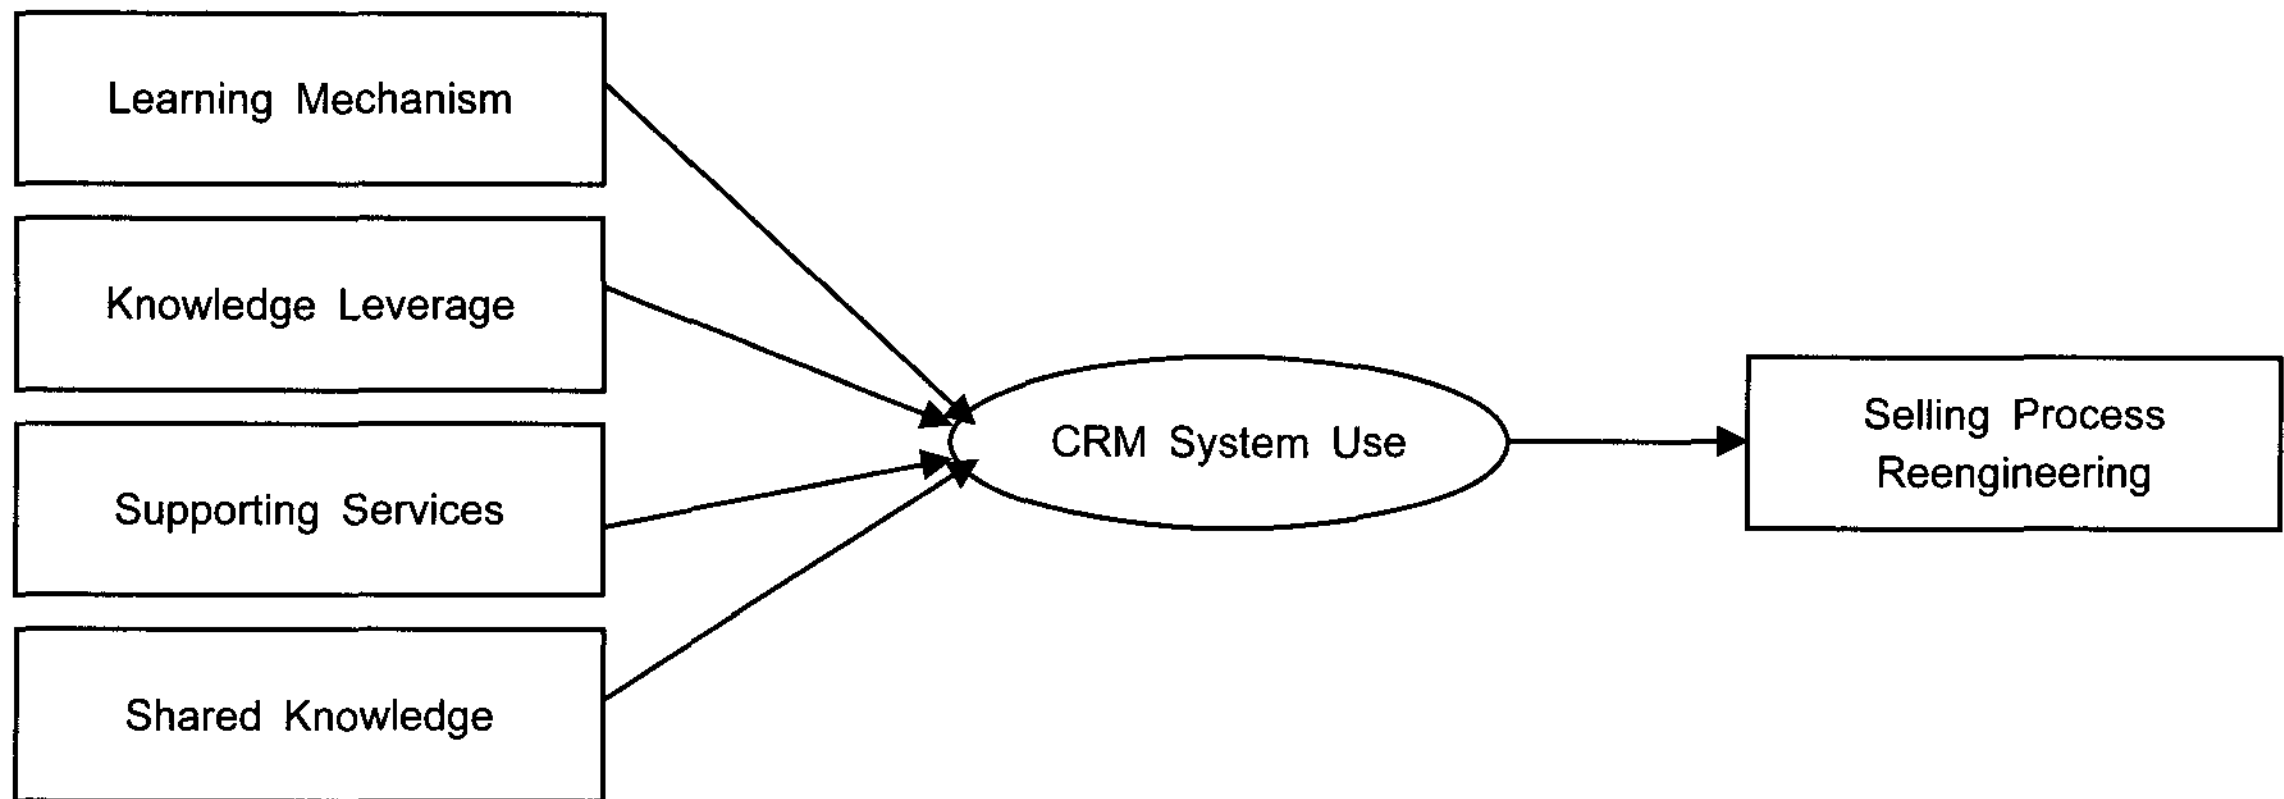 Learning Mechanism
Knowledge Leverage
Supporting Services
Shared Knowledge
CRM System Use
Selling Process
Reengineering